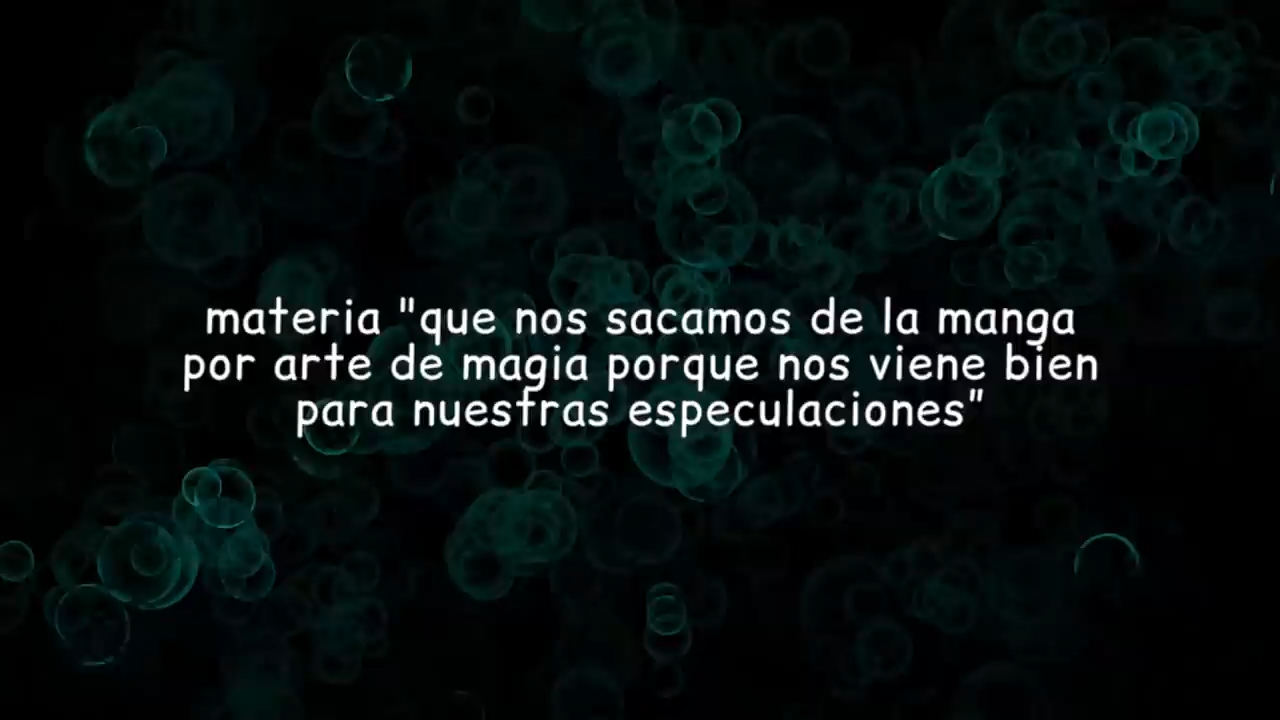 materia "que nos sacamos de la manga
por arte de magia porque nos viene bien
para nuestras especulaciones"